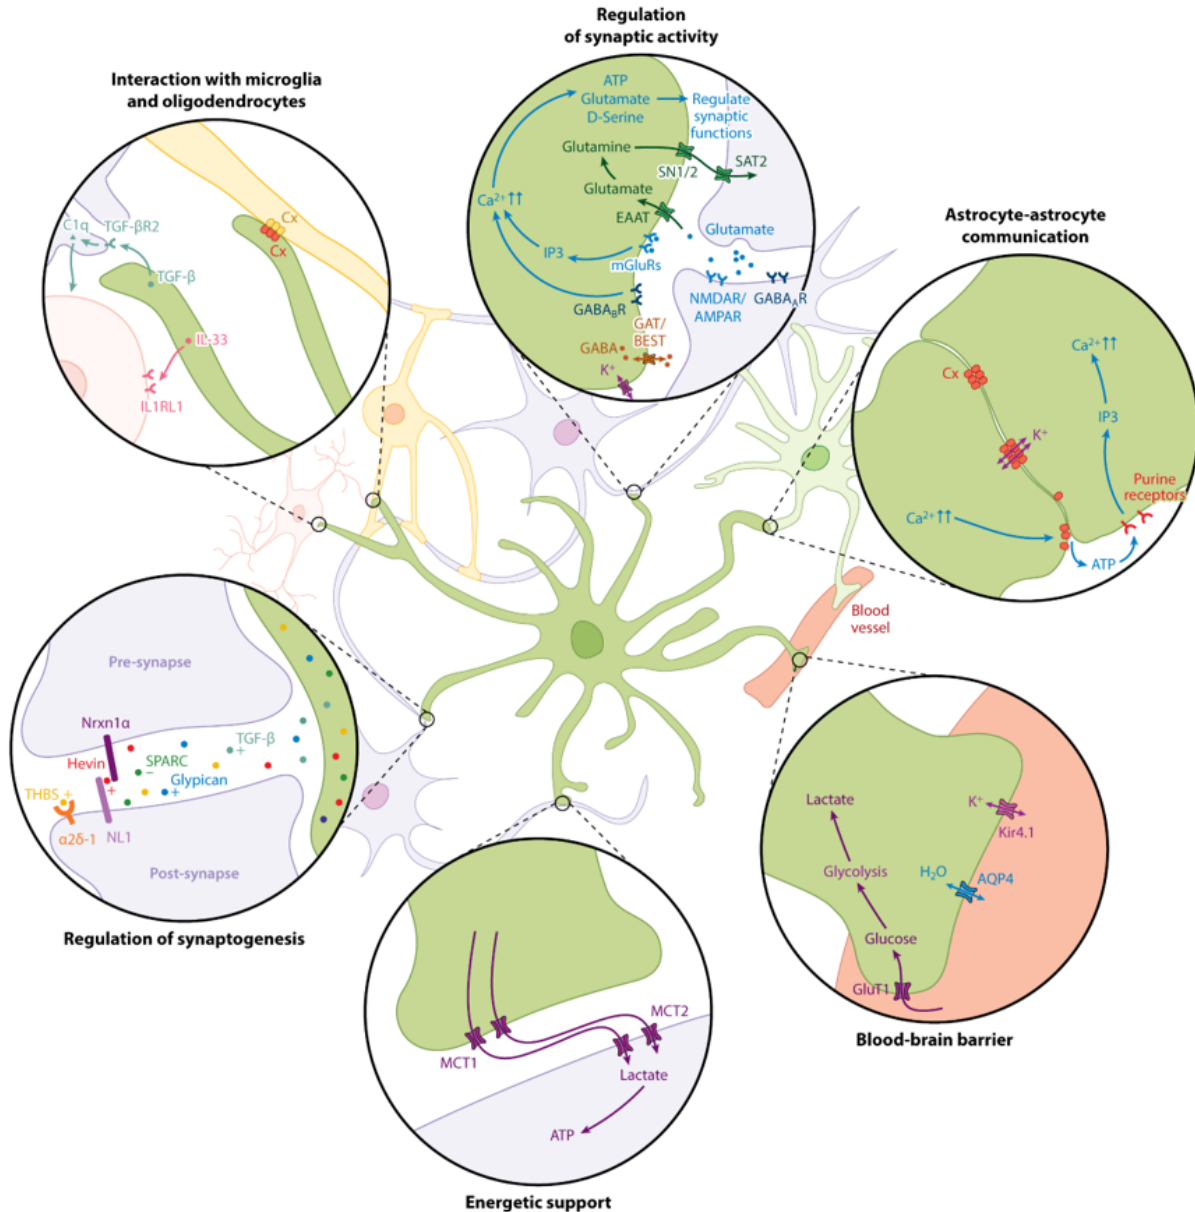 Regulation
of synaptic activity
Interaction with microglia
and oligodendrocytes
ATP
Glutamate
D-Serine
Regulate
synaptic
functions
Glutamine
SN1/2
SAT2
Glutamate
Ca²⁺↑↑
EAAT
Glutamate
IP3
mGluRs
NMDAR/
AMPAR
GABA_AR
GABA_BR
GAT/
BEST
GABA
K⁺
C1q
TGF-βR2
Cx
Cx
TGF-β
IL-33
IL1RL1
Astrocyte-astrocyte
communication
Ca²⁺↑↑
Cx
IP3
K⁺
Purine
receptors
Ca²⁺↑↑
ATP
Blood
vessel
Pre-synapse
Nrxn1α
TGF-β
+
Hevin
+
SPARC
−
Glypican
+
THBS +
α2δ-1
NL1
Post-synapse
Regulation of synaptogenesis
Lactate
K⁺
Kir4.1
Glycolysis
H₂O
AQP4
Glucose
GluT1
Blood-brain barrier
MCT2
MCT1
Lactate
ATP
Energetic support